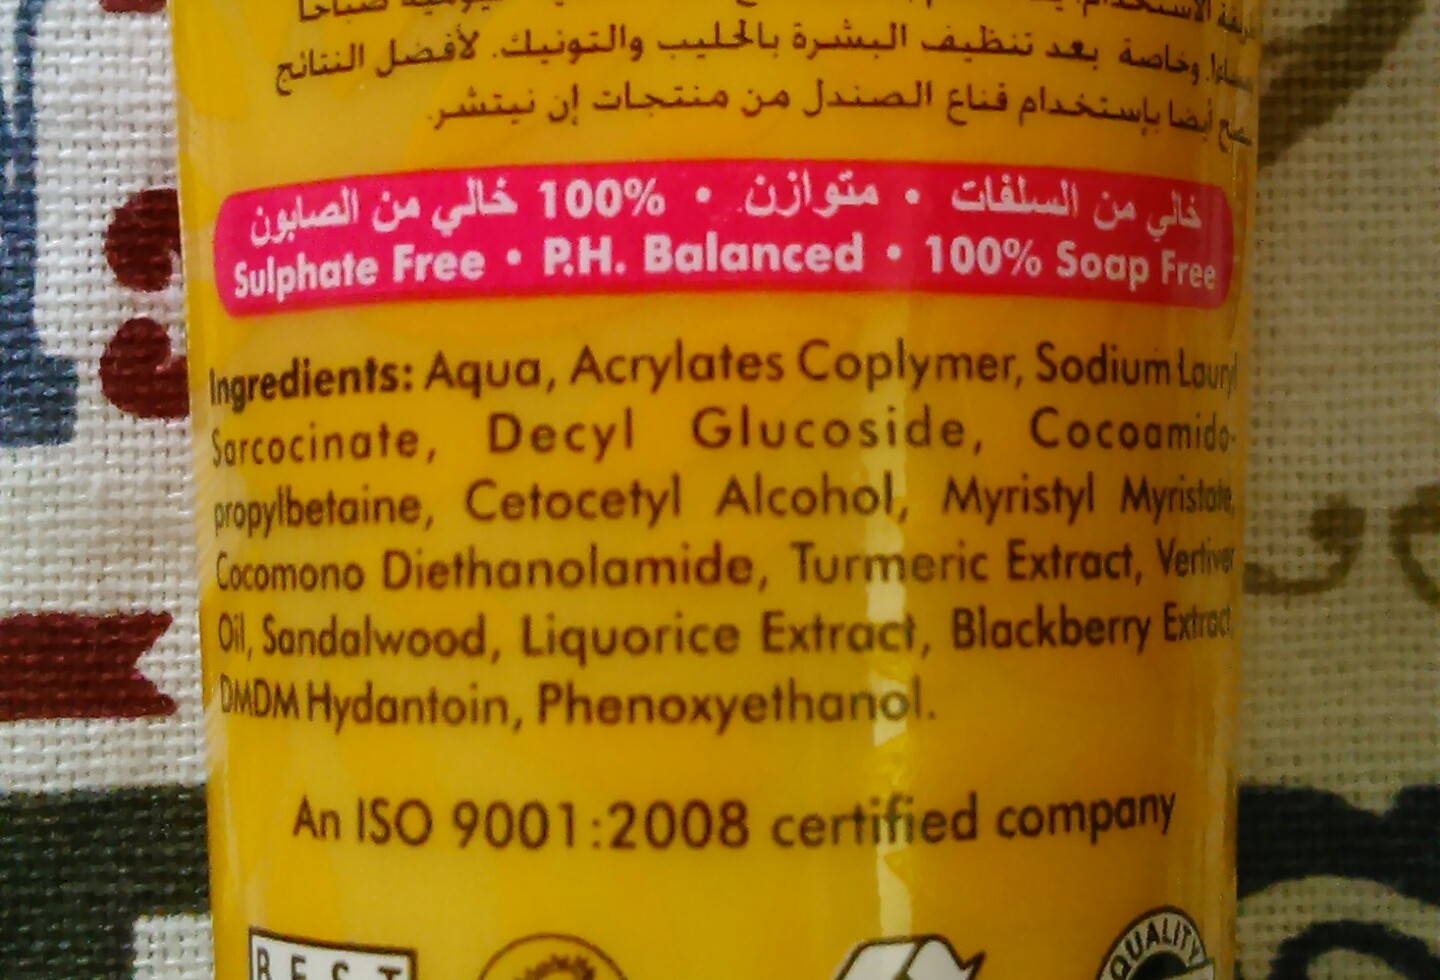 صباحا
وخاصة بعد تنظيف البشرة بالحليب والتونيك. لأفضل النتائج
أيضا بإستخدام قناع الصندل من منتجات إن نيتشر.
خالي من السلفات • متوازن • 100% خالي من الصابون
Sulphate Free • P.H. Balanced • 100% Soap Free
Ingredients: Aqua, Acrylates Coplymer, Sodium Lauryl
Sarcocinate, Decyl Glucoside, Cocoamido-
propylbetaine, Cetocetyl Alcohol, Myristyl Myristate,
Cocomono Diethanolamide, Turmeric Extract, Vertiver
Oil, Sandalwood, Liquorice Extract, Blackberry Extract,
DMDM Hydantoin, Phenoxyethanol.
An ISO 9001:2008 certified company
BEST
QUALITY